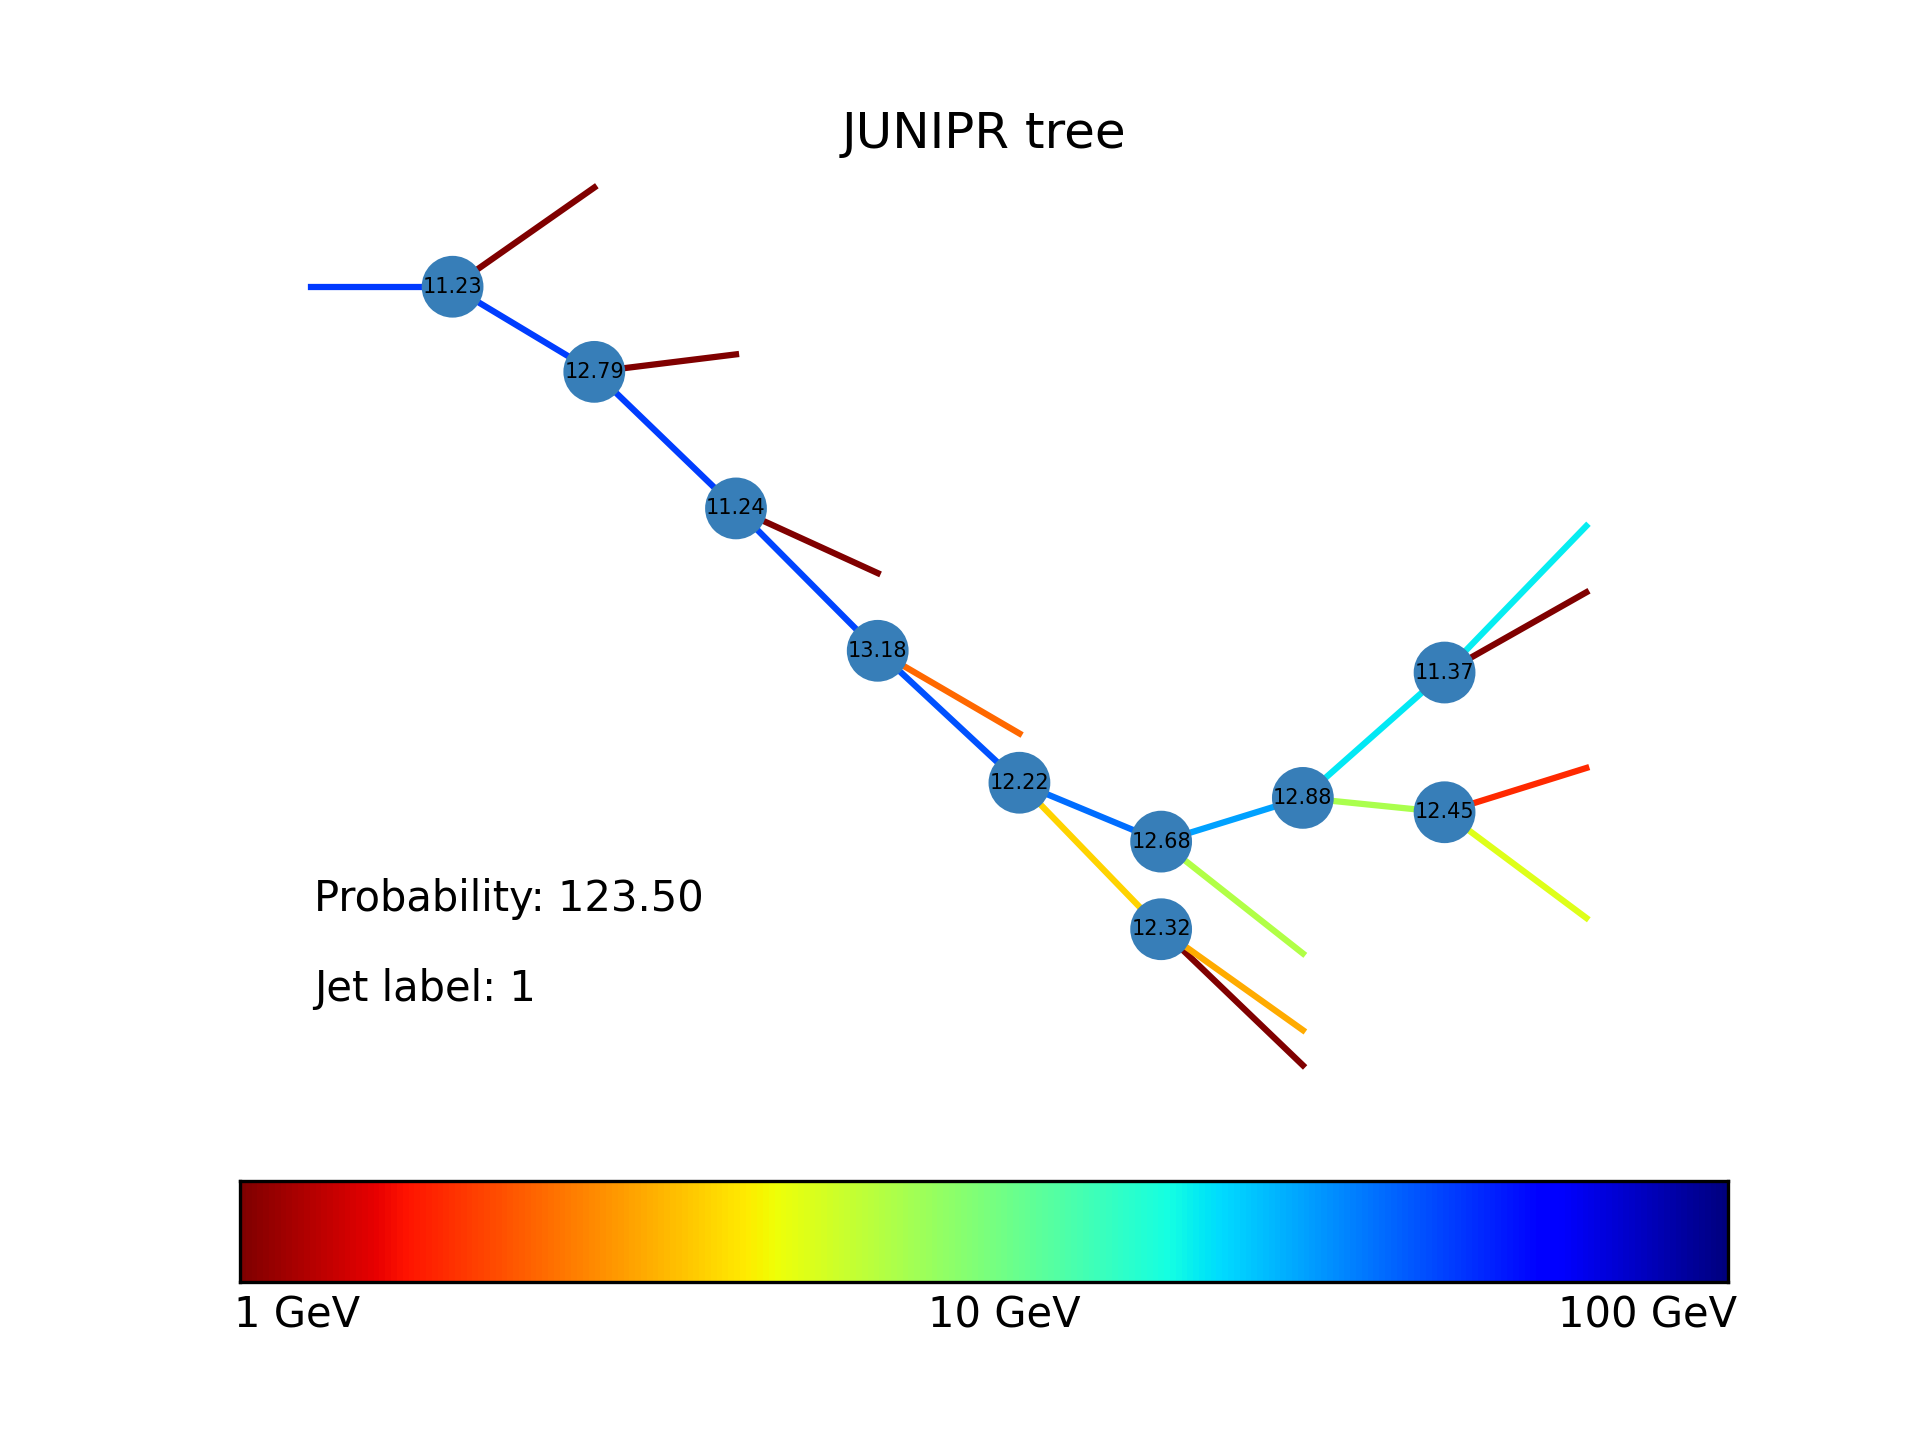 JUNIPR tree
11.23
12.79
11.24
13.18
12.22
12.68
12.88
11.37
12.45
12.32
Probability: 123.50
Jet label: 1
1 GeV
10 GeV
100 GeV